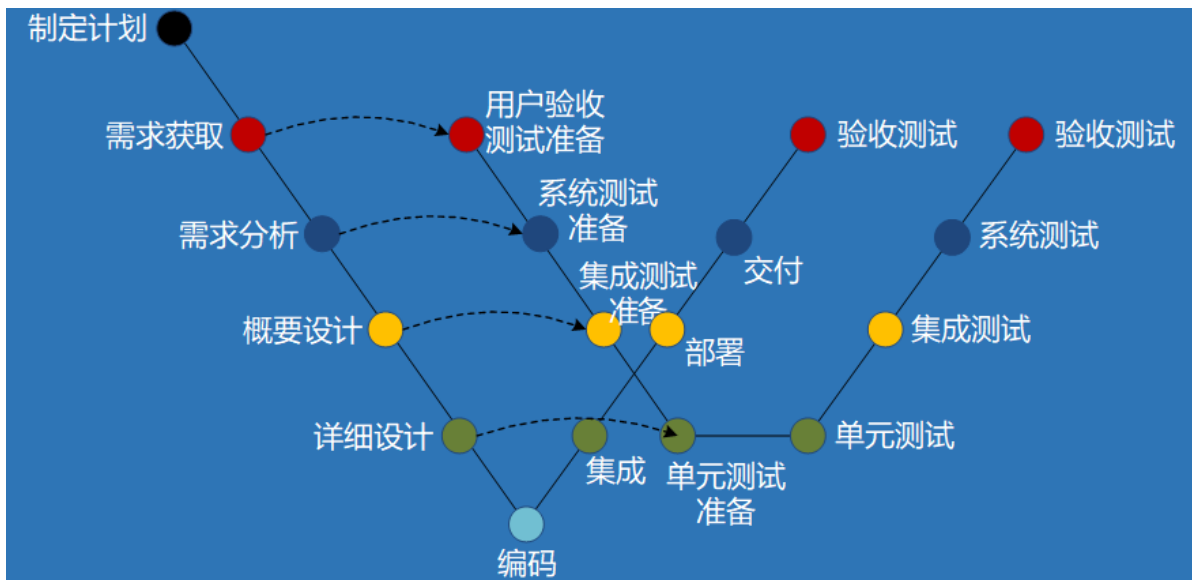 制定计划
需求获取
用户验收
测试准备
验收测试
验收测试
需求分析
系统测试
准备
交付
系统测试
概要设计
集成测试
准备
部署
集成测试
详细设计
集成
单元测试
准备
单元测试
编码